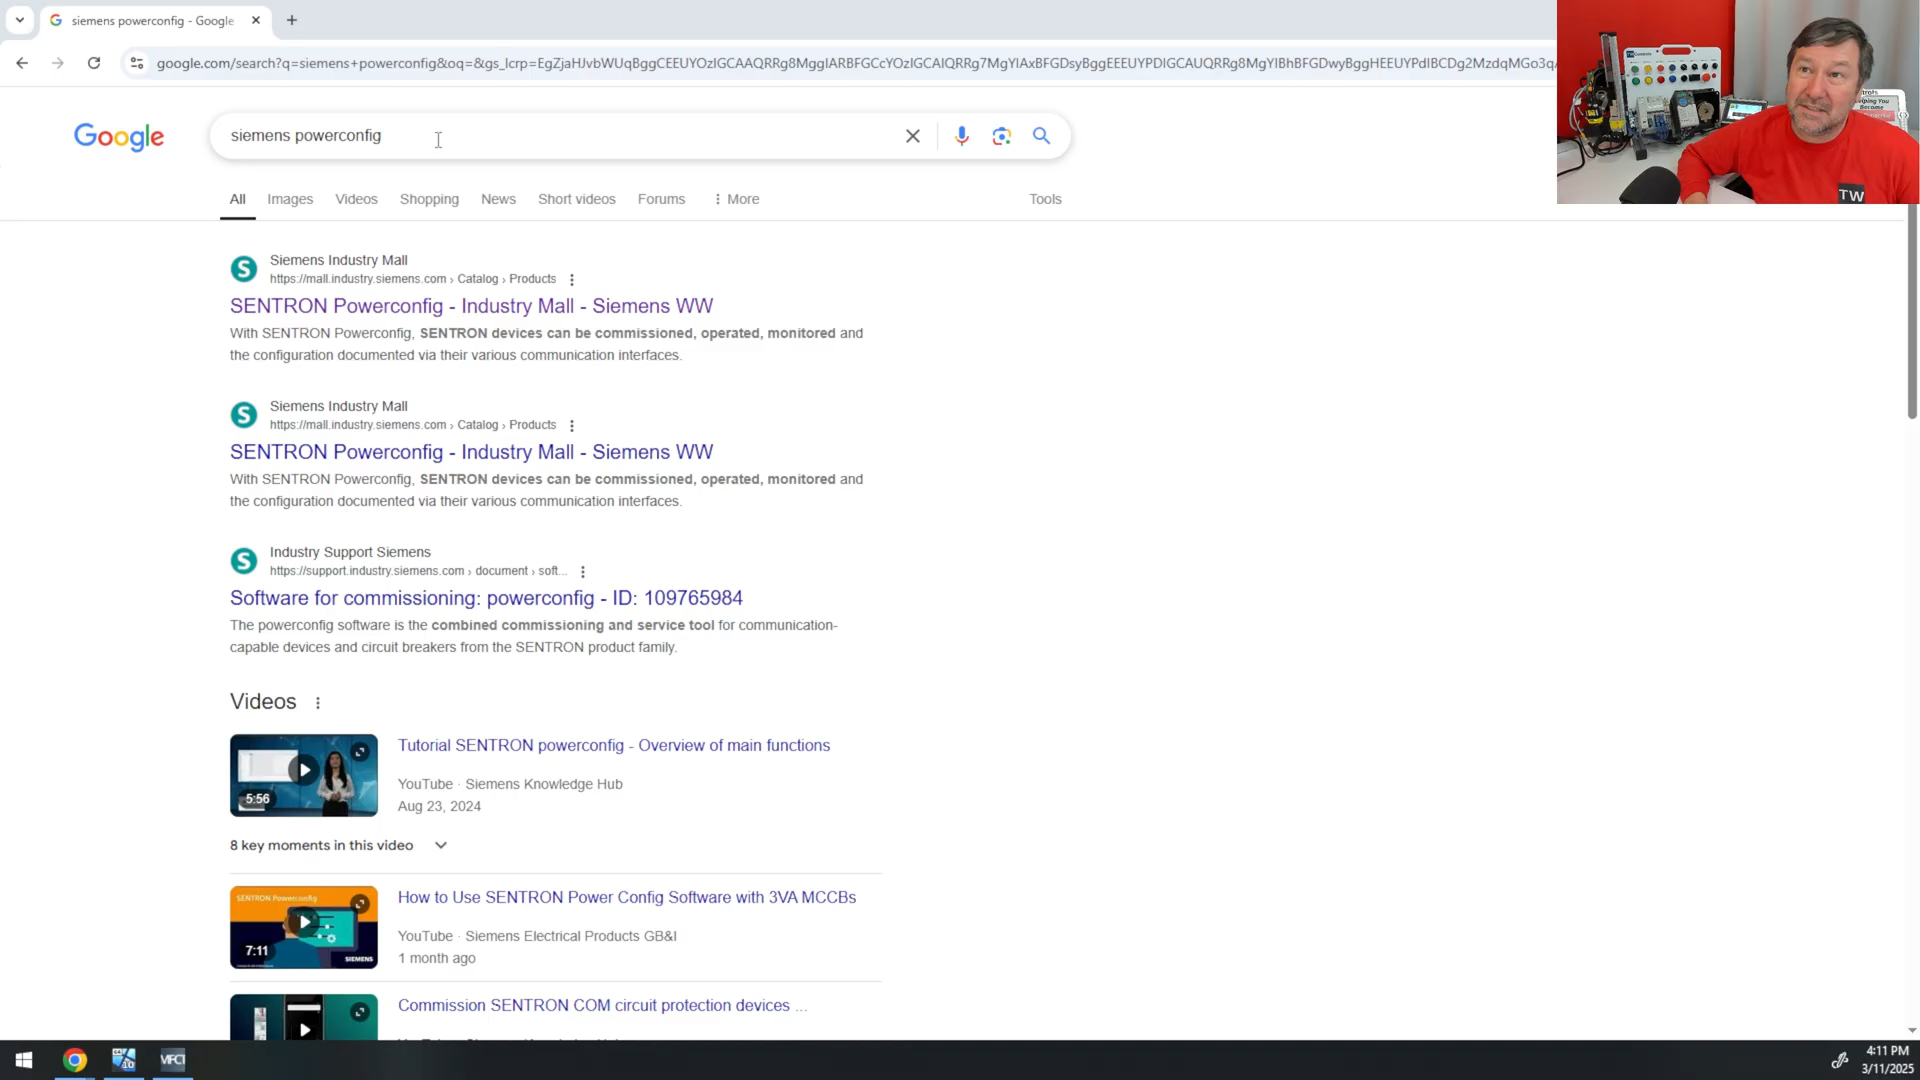 siemens powerconfig - Google
google.com/search?q=siemens+powerconfig&oq=&gs_lcrp=
Google
siemens powerconfig
All
Images
Videos
Shopping
News
Short videos
Forums
More
Tools
Siemens Industry Mall
https://mall.industry.siemens.com › Catalog › Products
SENTRON Powerconfig - Industry Mall - Siemens WW
With SENTRON Powerconfig, SENTRON devices can be commissioned, operated, monitored and
the configuration documented via their various communication interfaces.
Siemens Industry Mall
https://mall.industry.siemens.com › Catalog › Products
SENTRON Powerconfig - Industry Mall - Siemens WW
With SENTRON Powerconfig, SENTRON devices can be commissioned, operated, monitored and
the configuration documented via their various communication interfaces.
Industry Support Siemens
https://support.industry.siemens.com › document › soft...
Software for commissioning: powerconfig - ID: 109765984
The powerconfig software is the combined commissioning and service tool for communication-
capable devices and circuit breakers from the SENTRON product family.
Videos
5:56
Tutorial SENTRON powerconfig - Overview of main functions
YouTube · Siemens Knowledge Hub
Aug 23, 2024
8 key moments in this video
SENTRON Powerconfig
7:11
SIEMENS
How to Use SENTRON Power Config Software with 3VA MCCBs
YouTube · Siemens Electrical Products GB&I
1 month ago
Commission SENTRON COM circuit protection devices ...
TW
4:11 PM
3/11/2025